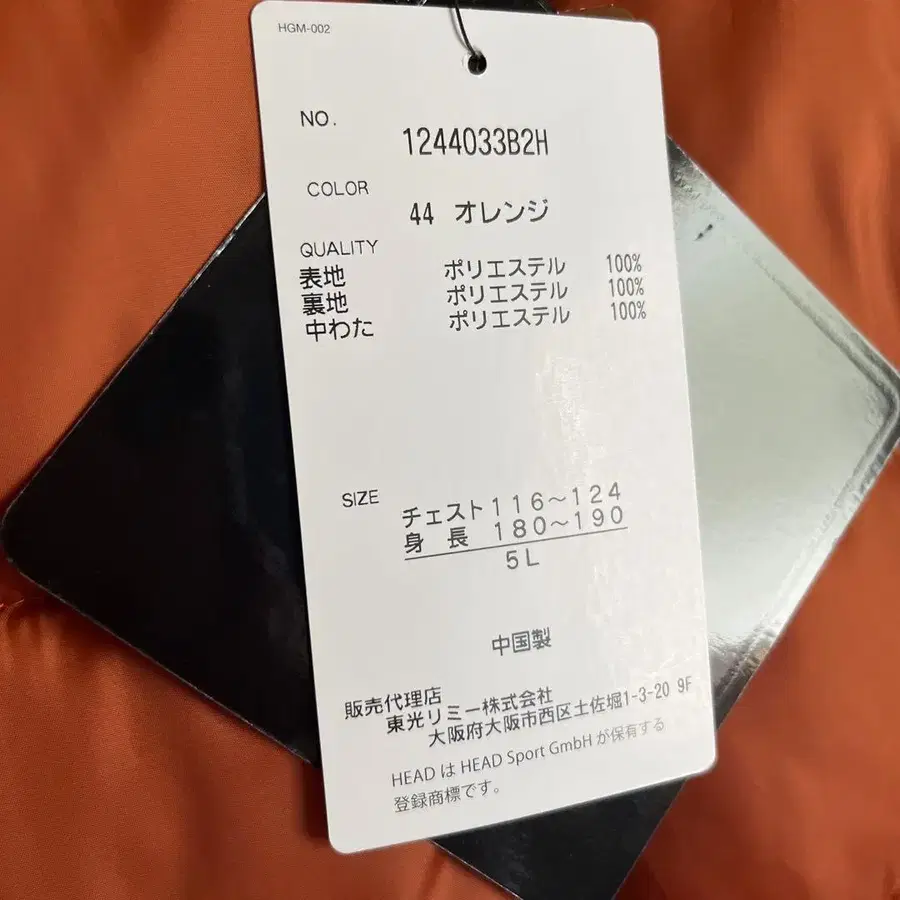 HGM-002
NO.
1244033B2H
COLOR
44 オレンジ
QUALITY
表地 ポリエステル 100%
裏地 ポリエステル 100%
中わた ポリエステル 100%
SIZE
チェスト116～124
身 長 180～190
5L
中国製
販売代理店
東光リミー株式会社
大阪府大阪市西区土佐堀1-3-20 9F
HEAD は HEAD Sport GmbH が保有する
登録商標です。